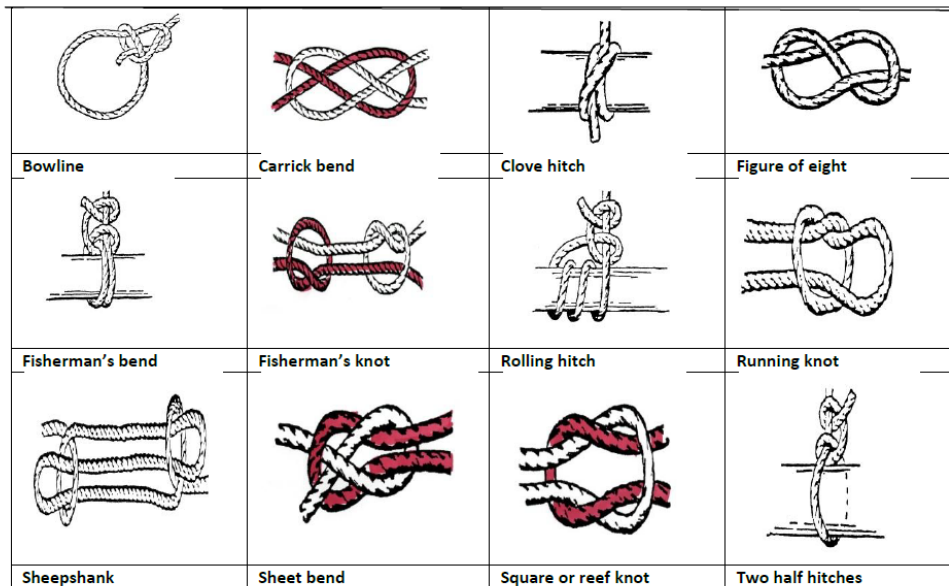 Bowline
Carrick bend
Clove hitch
Figure of eight
Fisherman’s bend
Fisherman’s knot
Rolling hitch
Running knot
Sheepshank
Sheet bend
Square or reef knot
Two half hitches